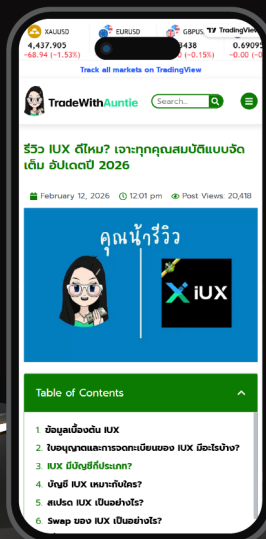 XAUUSD EURUSD GBPUS TradingView
4,437.905 3438 0.69095
-68.94 (-1.53%) (-0.15%) -0.00 (-0
Track all markets on TradingView
TradeWithAuntie Search..
รีวิว IUX ดีไหม? เจาะทุกคุณสมบัติแบบจัด
เต็ม อัปเดตปี 2026
February 12, 2026 12:01 pm Post Views: 20,418
คุณน้ารีวิว
iUX
Table of Contents
1. ข้อมูลเบื้องต้น IUX
2. ใบอนุญาตและการจดทะเบียนของ IUX มีอะไรบ้าง?
3. IUX มีบัญชีกี่ประเภท?
4. บัญชี IUX เหมาะกับใคร?
5. สเปรด IUX เป็นอย่างไร?
6. Swap ของ IUX เป็นอย่างไร?